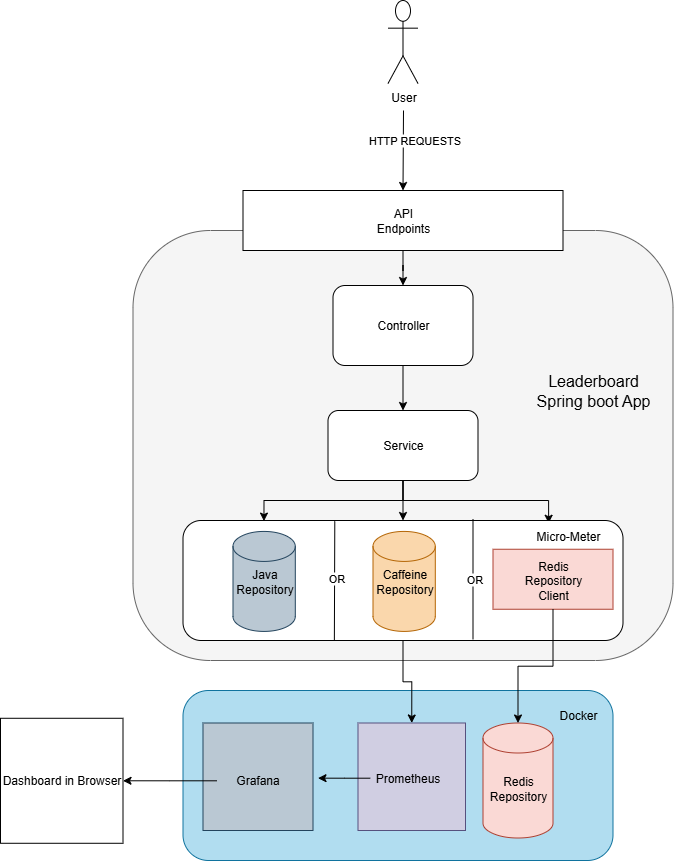 User
HTTP REQUESTS
API
Endpoints
Controller
Leaderboard
Spring boot App
Service
Micro-Meter
Java
Repository
OR
Caffeine
Repository
OR
Redis
Repository
Client
Docker
Dashboard in Browser
Grafana
Prometheus
Redis
Repository